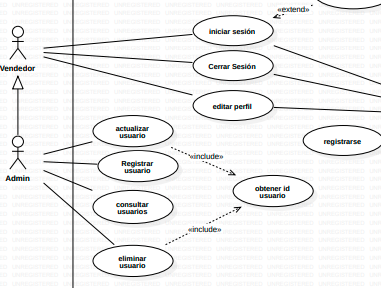 «extend»
iniciar sesión
Vendedor
Cerrar Sesión
editar perfil
actualizar
usuario
registrarse
«include»
Registrar
usuario
Admin
obtener id
usuario
consultar
usuarios
«include»
eliminar
usuario